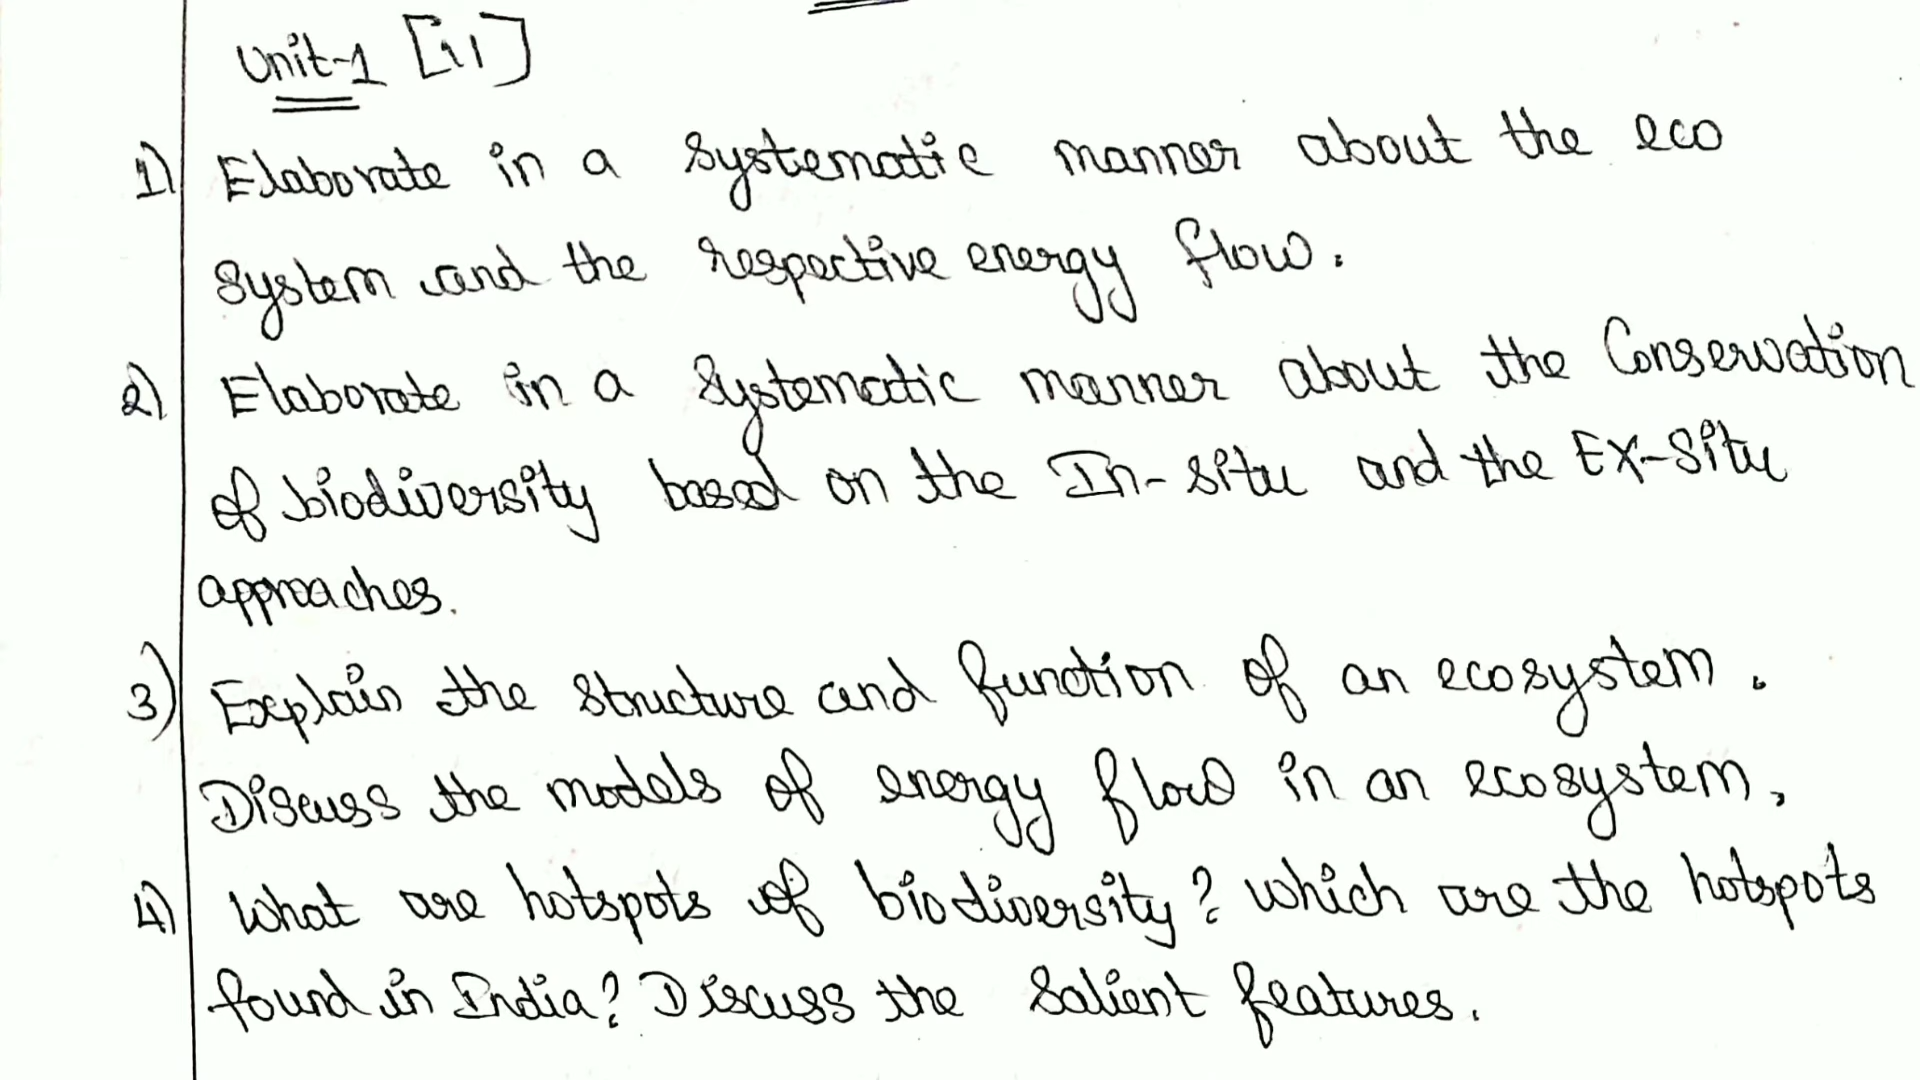 Unit-1 [ii]
1) Elaborate in a systematic manner about the eco
system and the respective energy flow.
2) Elaborate in a systematic manner about the Conservation
of biodiversity based on the In-situ and the EX-situ
approaches.
3) Explain the structure and function of an ecosystem.
Discuss the models of energy flow in an ecosystem,
4) What are hotspots of biodiversity? which are the hotspots
found in India? Discuss the salient features.